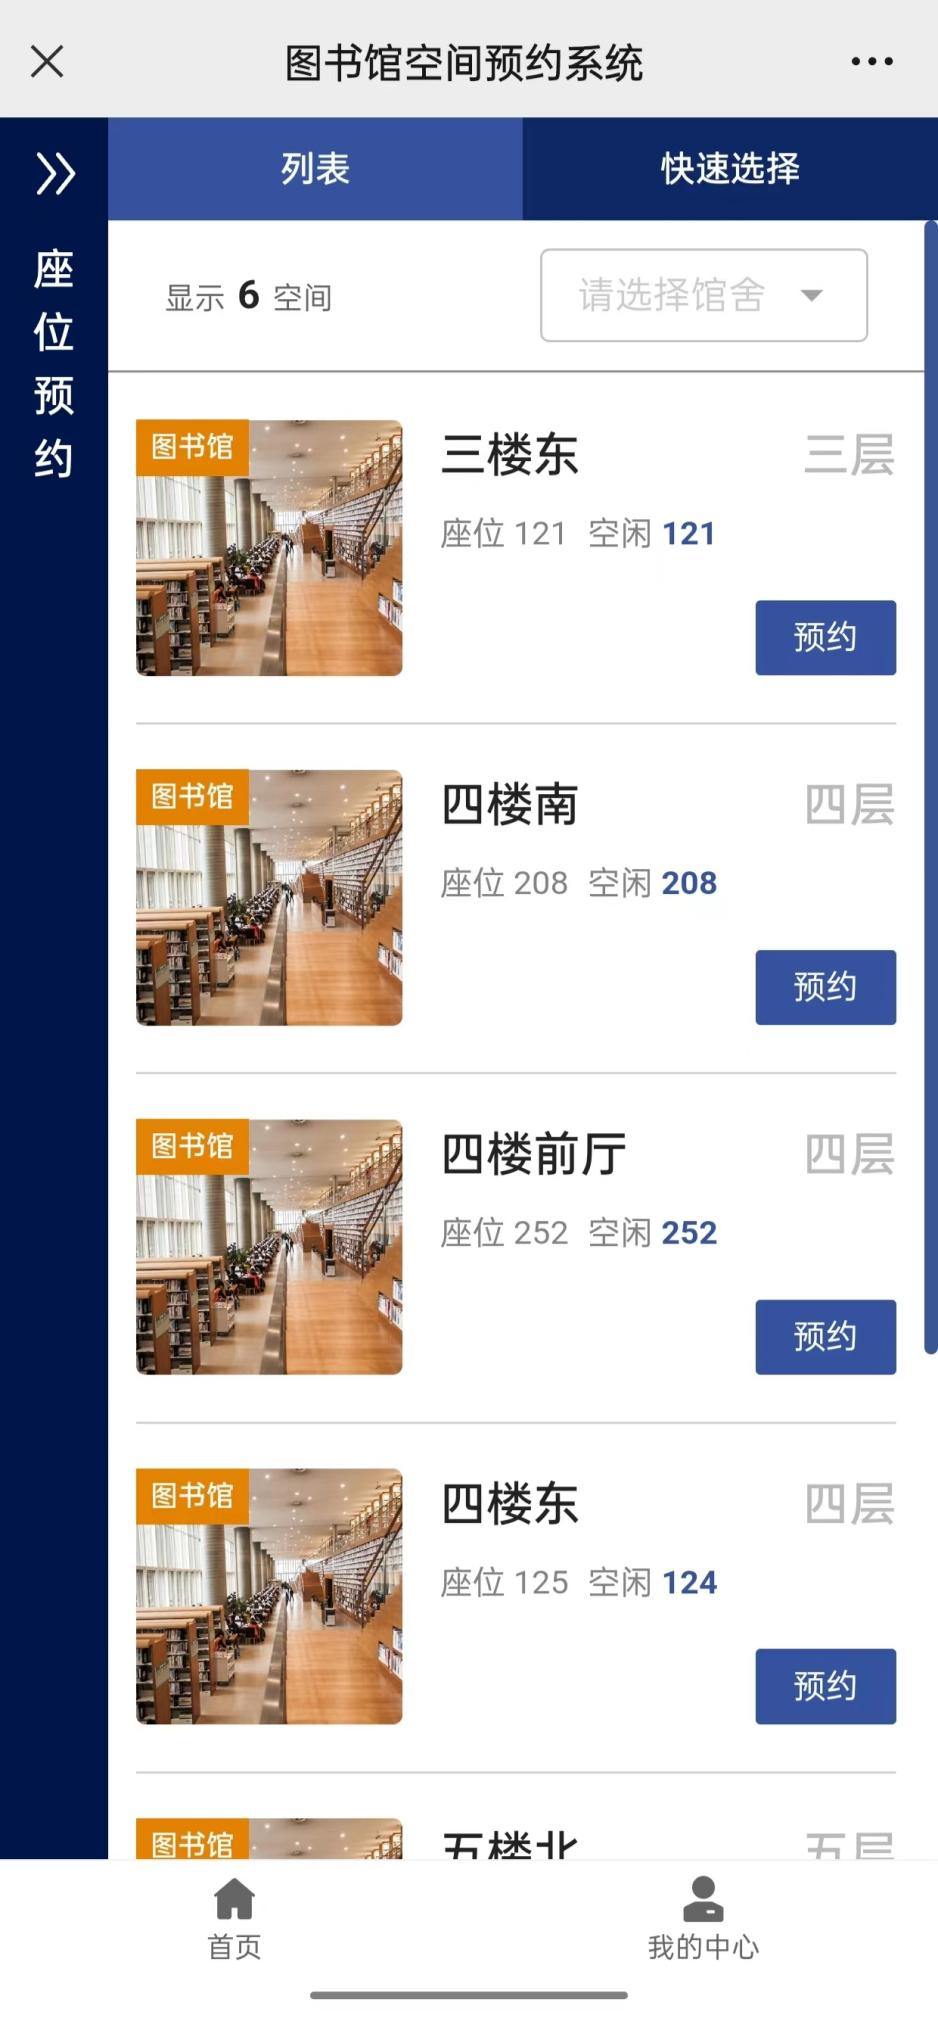 图书馆空间预约系统
列表
快速选择
座位预约
显示 6 空间
请选择馆舍
图书馆
三楼东
三层
座位 121 空闲 121
预约
图书馆
四楼南
四层
座位 208 空闲 208
预约
图书馆
四楼前厅
四层
座位 252 空闲 252
预约
图书馆
四楼东
四层
座位 125 空闲 124
预约
图书馆
五楼北
五层
首页
我的中心